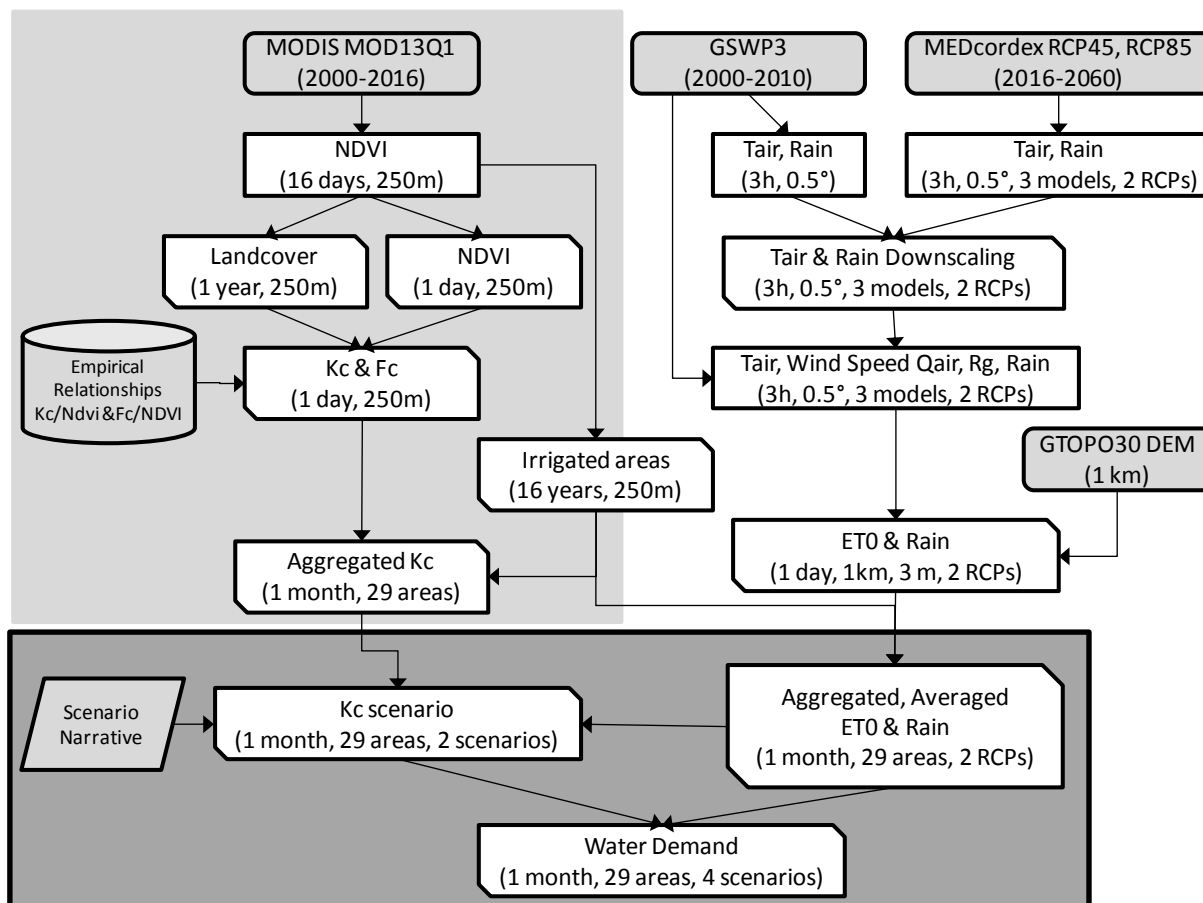 MODIS MOD13Q1
(2000-2016)
GSWP3
(2000-2010)
MEDcordex RCP45, RCP85
(2016-2060)
NDVI
(16 days, 250m)
Tair, Rain
(3h, 0.5°)
Tair, Rain
(3h, 0.5°, 3 models, 2 RCPs)
Landcover
(1 year, 250m)
NDVI
(1 day, 250m)
Tair & Rain Downscaling
(3h, 0.5°, 3 models, 2 RCPs)
Empirical
Relationships
Kc/Ndvi &Fc/NDVI
Kc & Fc
(1 day, 250m)
Tair, Wind Speed Qair, Rg, Rain
(3h, 0.5°, 3 models, 2 RCPs)
Irrigated areas
(16 years, 250m)
GTOPO30 DEM
(1 km)
Aggregated Kc
(1 month, 29 areas)
ET0 & Rain
(1 day, 1km, 3 m, 2 RCPs)
Scenario
Narrative
Kc scenario
(1 month, 29 areas, 2 scenarios)
Aggregated, Averaged
ET0 & Rain
(1 month, 29 areas, 2 RCPs)
Water Demand
(1 month, 29 areas, 4 scenarios)